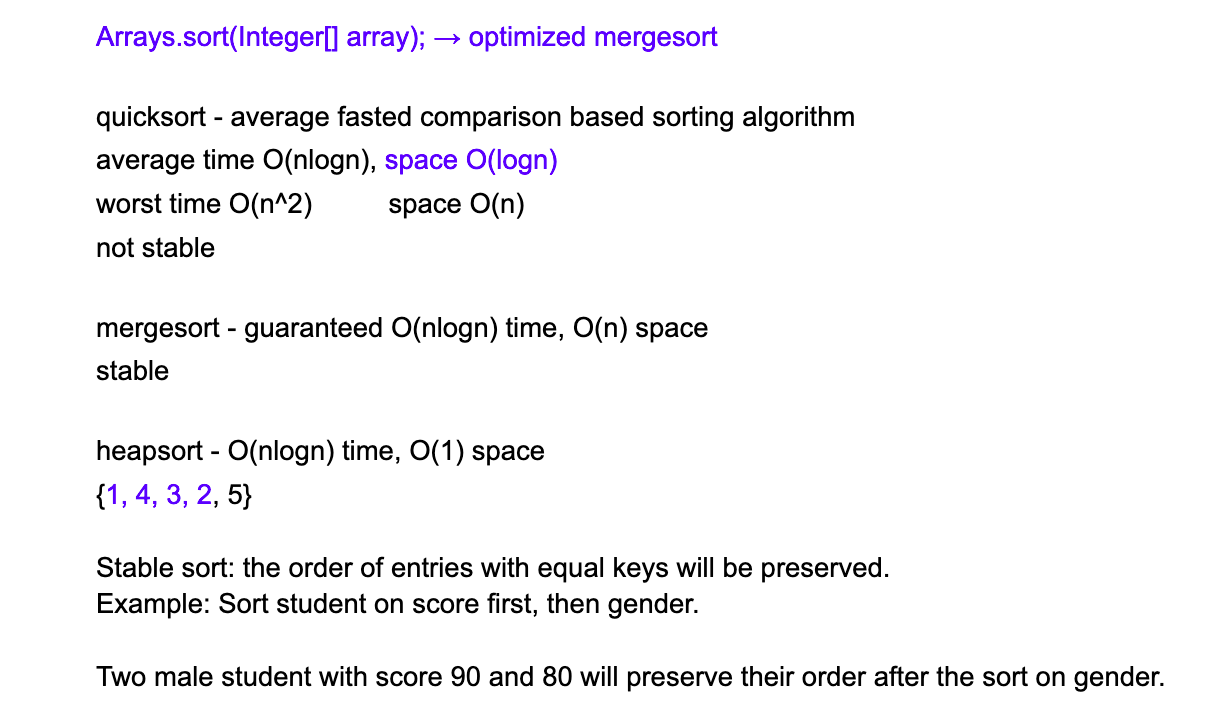 Arrays.sort(Integer[] array); → optimized mergesort
quicksort - average fasted comparison based sorting algorithm
average time O(nlogn), space O(logn)
worst time O(n^2) space O(n)
not stable
mergesort - guaranteed O(nlogn) time, O(n) space
stable
heapsort - O(nlogn) time, O(1) space
{1, 4, 3, 2, 5}
Stable sort: the order of entries with equal keys will be preserved.
Example: Sort student on score first, then gender.
Two male student with score 90 and 80 will preserve their order after the sort on gender.